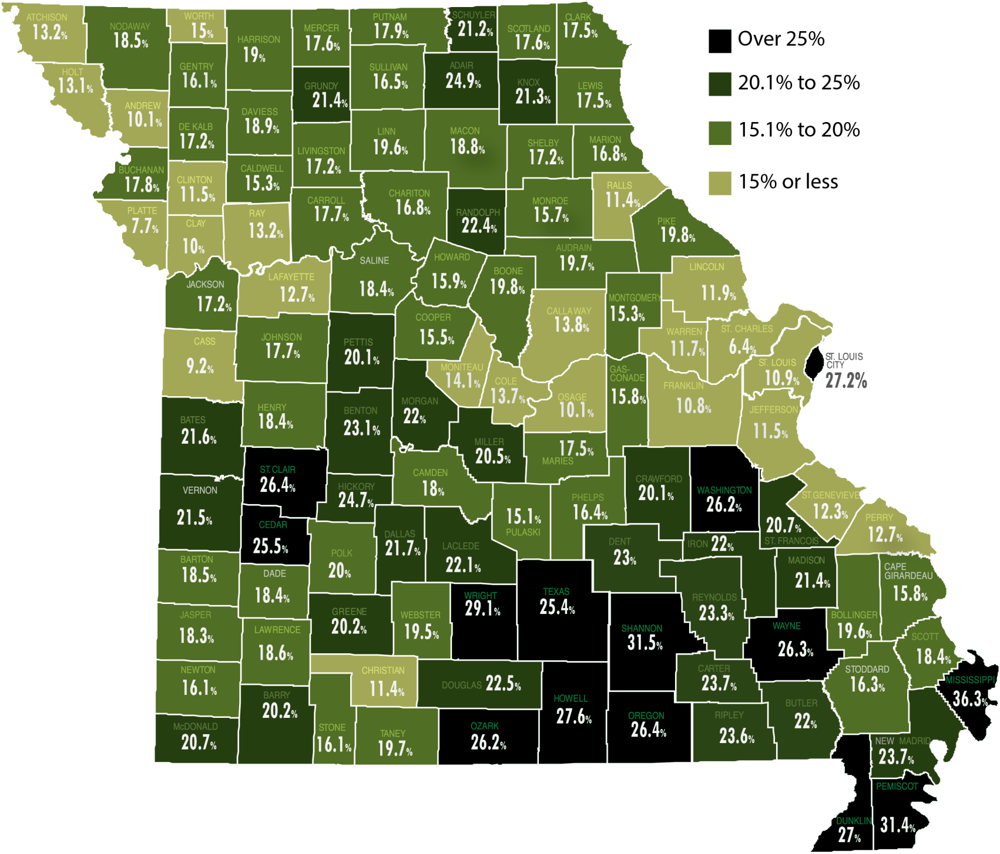 Over 25%
20.1% to 25%
15.1% to 20%
15% or less
ATCHISON
13.2%
NODAWAY
18.5%
WORTH
15%
HARRISON
19%
MERCER
17.6%
PUTNAM
17.9%
SCHUYLER
21.2%
SCOTLAND
17.6%
CLARK
17.5%
HOLT
13.1%
GENTRY
16.1%
GRUNDY
21.4%
SULLIVAN
16.5%
ADAIR
24.9%
KNOX
21.3%
LEWIS
17.5%
ANDREW
10.1%
DE KALB
17.2%
DAVIESS
18.9%
LIVINGSTON
17.2%
LINN
19.6%
MACON
18.8%
SHELBY
17.2%
MARION
16.8%
BUCHANAN
17.8%
CLINTON
11.5%
CALDWELL
15.3%
CARROLL
17.7%
CHARITON
16.8%
RANDOLPH
22.4%
MONROE
15.7%
RALLS
11.4%
PIKE
19.8%
PLATTE
7.7%
CLAY
10%
RAY
13.2%
AUDRAIN
19.7%
JACKSON
17.2%
LAFAYETTE
12.7%
SALINE
18.4%
HOWARD
15.9%
BOONE
19.8%
CALLAWAY
13.8%
MONTGOMERY
15.3%
LINCOLN
11.9%
WARREN
11.7%
ST. CHARLES
6.4%
ST. LOUIS
10.9%
ST. LOUIS
CITY
27.2%
CASS
9.2%
JOHNSON
17.7%
PETTIS
20.1%
COOPER
15.5%
MONITEAU
14.1%
COLE
13.7%
OSAGE
10.1%
GAS-
CONADE
15.8%
FRANKLIN
10.8%
JEFFERSON
11.5%
BATES
21.6%
HENRY
18.4%
BENTON
23.1%
MORGAN
22%
MILLER
20.5%
17.5%
MARIES
VERNON
21.5%
ST. CLAIR
26.4%
HICKORY
24.7%
CAMDEN
18%
15.1%
PULASKI
PHELPS
16.4%
CRAWFORD
20.1%
WASHINGTON
26.2%
20.7%
ST. FRANCOIS
ST.GENEVIEVE
12.3%
PERRY
12.7%
CEDAR
25.5%
POLK
20%
DALLAS
21.7%
LACLEDE
22.1%
DENT
23%
IRON 22%
MADISON
21.4%
BARTON
18.5%
DADE
18.4%
GREENE
20.2%
WEBSTER
19.5%
WRIGHT
29.1%
TEXAS
25.4%
SHANNON
31.5%
REYNOLDS
23.3%
WAYNE
26.3%
BOLLINGER
19.6%
CAPE
GIRARDEAU
15.8%
JASPER
18.3%
LAWRENCE
18.6%
CHRISTIAN
11.4%
DOUGLAS 22.5%
CARTER
23.7%
STODDARD
16.3%
SCOTT
18.4%
MISSISSIPPI
36.3%
NEWTON
16.1%
BARRY
20.2%
STONE
16.1%
TANEY
19.7%
OZARK
26.2%
HOWELL
27.6%
OREGON
26.4%
RIPLEY
23.6%
BUTLER
22%
McDONALD
20.7%
NEW MADRID
23.7%
PEMISCOT
31.4%
DUNKLIN
27%